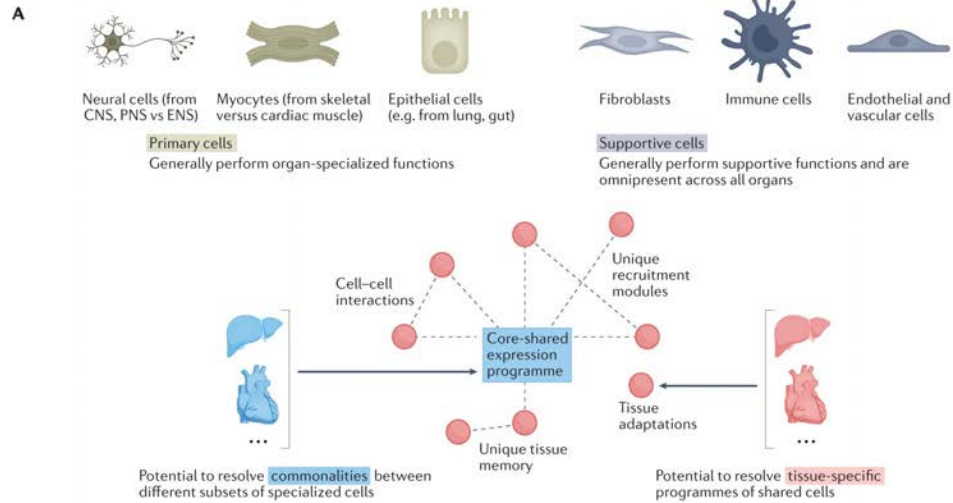 A
Neural cells (from
CNS, PNS vs ENS)
Myocytes (from skeletal
versus cardiac muscle)
Epithelial cells
(e.g. from lung, gut)
Primary cells
Generally perform organ-specialized functions
Fibroblasts
Immune cells
Endothelial and
vascular cells
Supportive cells
Generally perform supportive functions and are
omnipresent across all organs
Cell–cell
interactions
Unique
recruitment
modules
Core-shared
expression
programme
Tissue
adaptations
Unique tissue
memory
...
Potential to resolve commonalities between
different subsets of specialized cells
...
Potential to resolve tissue-specific
programmes of shared cells